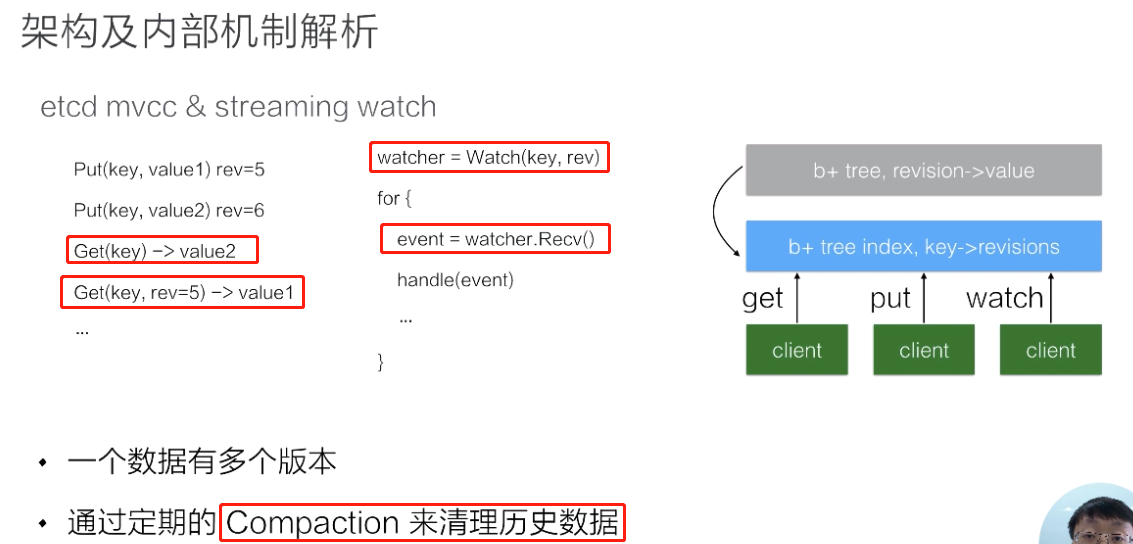 架构及内部机制解析
etcd mvcc & streaming watch
Put(key, value1) rev=5
Put(key, value2) rev=6
Get(key) -> value2
Get(key, rev=5) -> value1
...
watcher = Watch(key, rev)
for {
event = watcher.Recv()
handle(event)
...
}
b+ tree, revision->value
b+ tree index, key->revisions
get put watch
client client client
• 一个数据有多个版本
• 通过定期的 Compaction 来清理历史数据